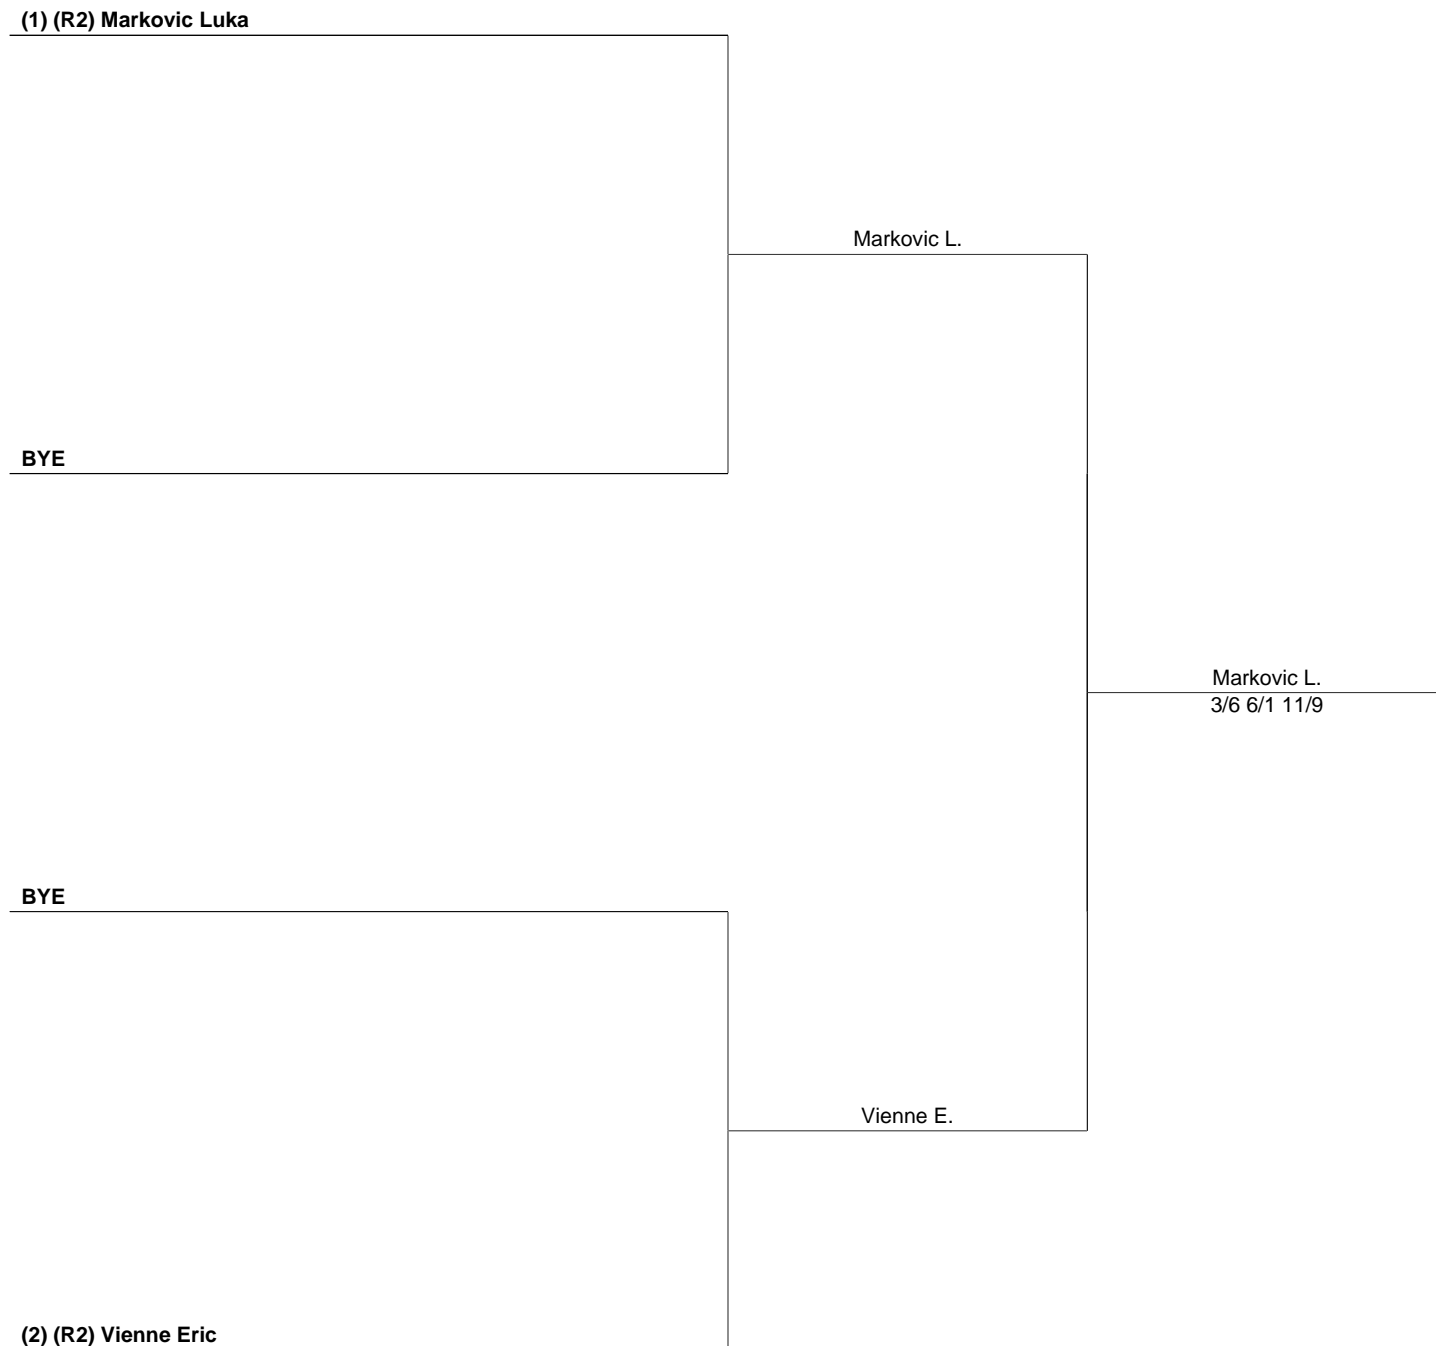 (1) (R2) Markovic Luka
Markovic L.
BYE
Markovic L.
3/6 6/1 11/9
BYE
Vienne E.
(2) (R2) Vienne Eric